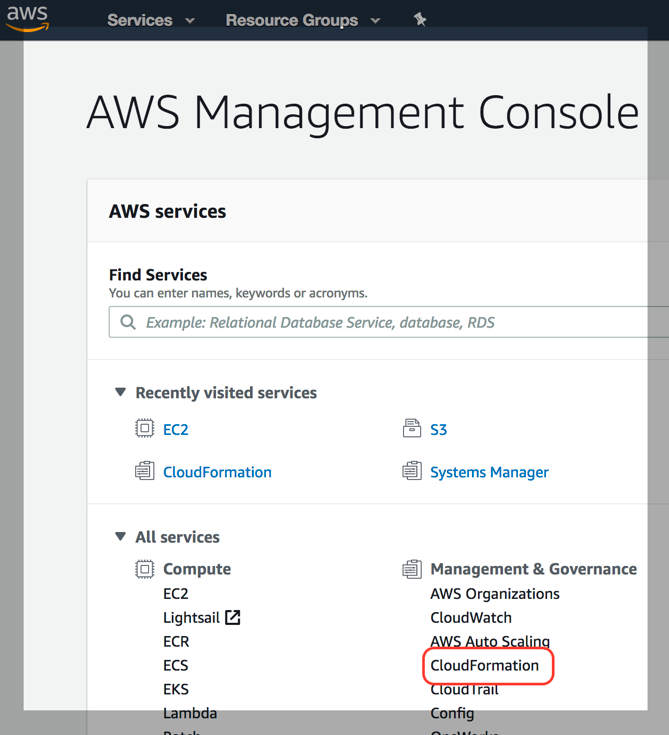 aws Services Resource Groups
AWS Management Console
AWS services
Find Services
You can enter names, keywords or acronyms.
Example: Relational Database Service, database, RDS
Recently visited services
EC2 S3
CloudFormation Systems Manager
All services
Compute Management & Governance
EC2 AWS Organizations
Lightsail CloudWatch
ECR AWS Auto Scaling
ECS CloudFormation
EKS CloudTrail
Lambda Config
Batch OpsWorks